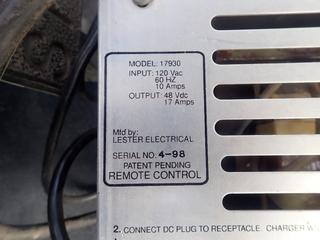 MODEL: 17930
INPUT: 120 Vac
60 HZ
10 Amps
OUTPUT: 48 Vdc
17 Amps
Mfd by:
LESTER ELECTRICAL
SERIAL NO. 4-98
PATENT PENDING
REMOTE CONTROL
2. CONNECT DC PLUG TO RECEPTACLE. CHARGER